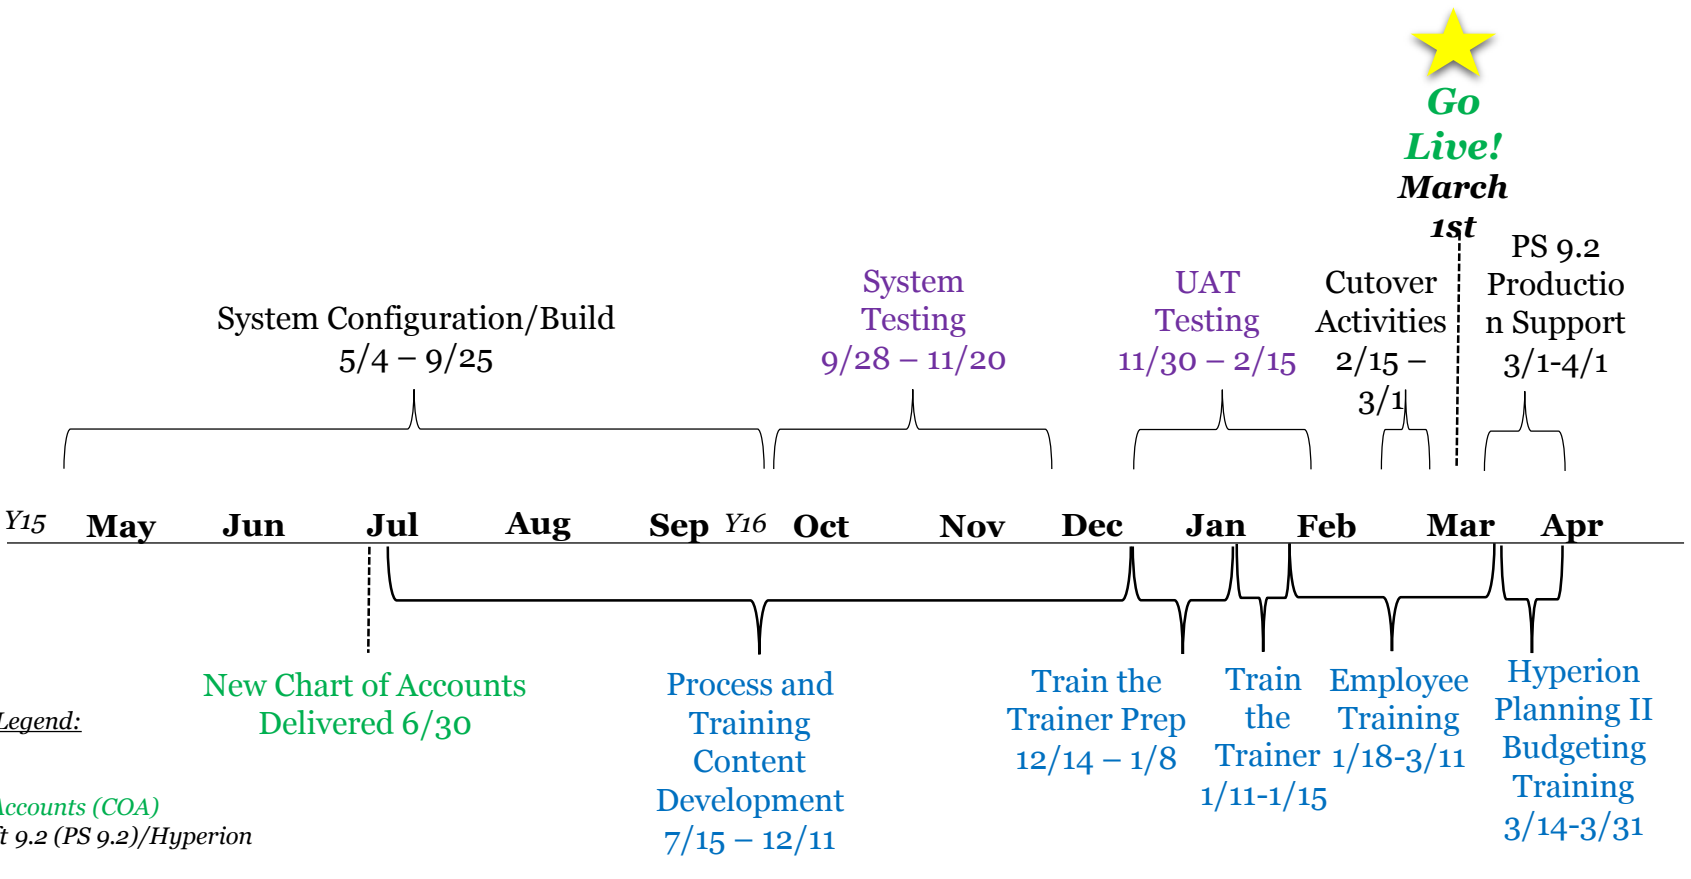 Go
Live!
March
1st
System Configuration/Build
5/4 – 9/25
System
Testing
9/28 – 11/20
UAT
Testing
11/30 – 2/15
Cutover
Activities
2/15 –
3/1
PS 9.2
Productio
n Support
3/1-4/1
Y15 May Jun Jul Aug Sep Y16 Oct Nov Dec Jan Feb Mar Apr
New Chart of Accounts
Delivered 6/30
Process and
Training
Content
Development
7/15 – 12/11
Train the
Trainer Prep
12/14 – 1/8
Train
the
Trainer
1/11-1/15
Employee
Training
1/18-3/11
Hyperion
Planning II
Budgeting
Training
3/14-3/31
Legend:
Accounts (COA)
ft 9.2 (PS 9.2)/Hyperion